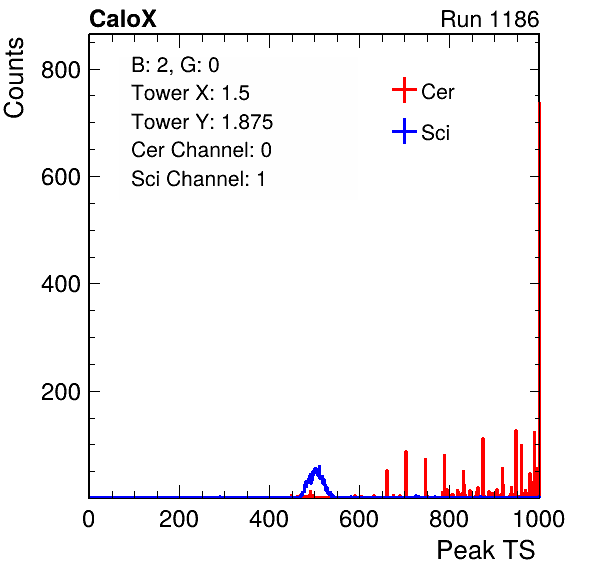 CaloX Run 1186
Counts
800
600
400
200
B: 2, G: 0
Tower X: 1.5
Tower Y: 1.875
Cer Channel: 0
Sci Channel: 1
Cer
Sci
0 200 400 600 800 1000
Peak TS